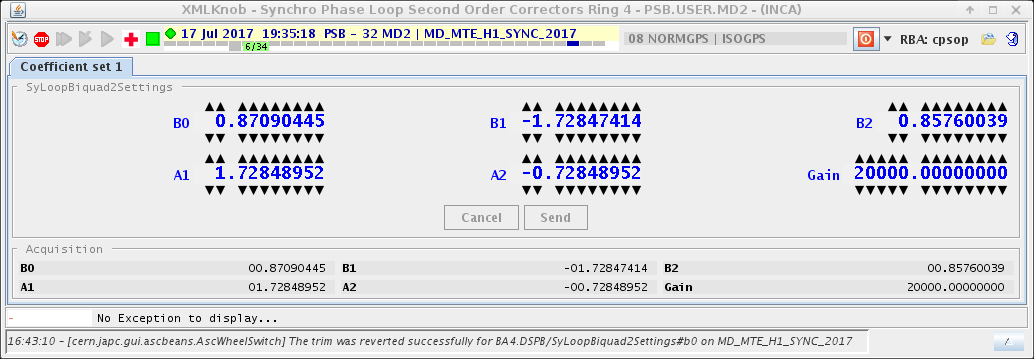 XMLKnob - Synchro Phase Loop Second Order Correctors Ring 4 - PSB.USER.MD2 - (INCA)
STOP 17 Jul 2017 19:35:18 PSB - 32 MD2 | MD_MTE_H1_SYNC_2017 08 NORMGPS | ISOGPS RBA: cpsop
6/34
Coefficient set 1
SyLoopBiquad2Settings
B0 0.87090445 B1 -1.72847414 B2 0.85760039
A1 1.72848952 A2 -0.72848952 Gain 20000.00000000
Cancel Send
Acquisition
B0 00.87090445 B1 -01.72847414 B2 00.85760039
A1 01.72848952 A2 -00.72848952 Gain 20000.00000000
- No Exception to display...
16:43:10 - [cern.japc.gui.ascbeans.AscWheelSwitch] The trim was reverted successfully for BA4.DSPB/SyLoopBiquad2Settings#b0 on MD_MTE_H1_SYNC_2017